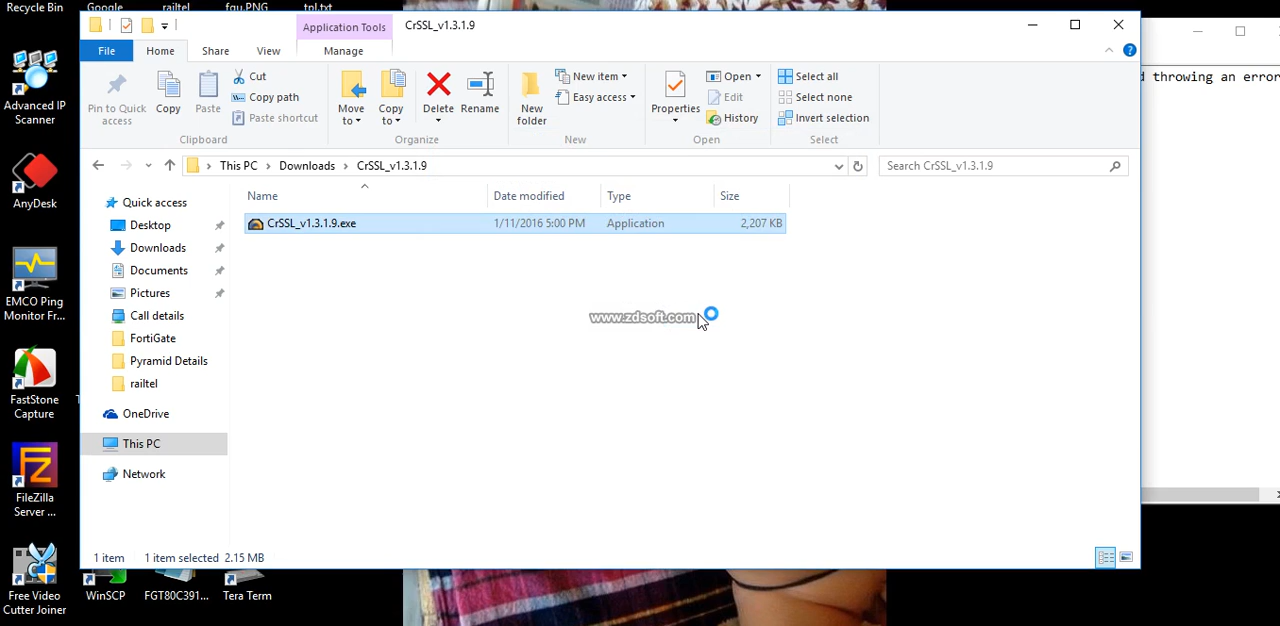 Recycle Bin
Google
railtel
fgu.PNG
tpl.txt
Application Tools
CrSSL_v1.3.1.9
File
Home
Share
View
Manage
d throwing an error
Pin to Quick access
Copy
Paste
Cut
Copy path
Paste shortcut
Clipboard
Move to
Copy to
Delete
Rename
Organize
New folder
New item
Easy access
New
Properties
Open
Edit
History
Open
Select all
Select none
Invert selection
Select
This PC
Downloads
CrSSL_v1.3.1.9
Search CrSSL_v1.3.1.9
Name
Date modified
Type
Size
CrSSL_v1.3.1.9.exe
1/11/2016 5:00 PM
Application
2,207 KB
Quick access
Desktop
Downloads
Documents
Pictures
Call details
FortiGate
Pyramid Details
railtel
OneDrive
This PC
Network
www.zdsoft.com
1 item
1 item selected 2.15 MB
Advanced IP Scanner
AnyDesk
EMCO Ping Monitor Fr...
FastStone Capture
FileZilla Server ...
Free Video Cutter Joiner
WinSCP
FGT80C391...
Tera Term